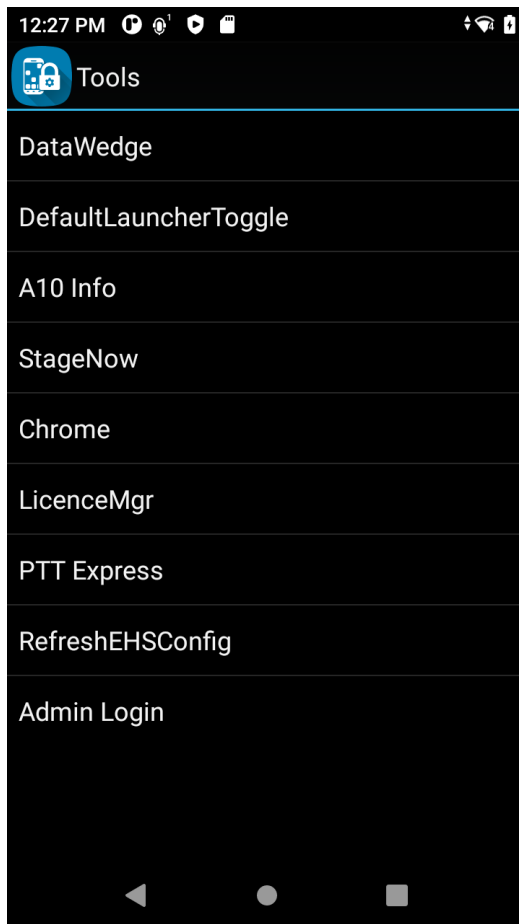 12:27 PM
Tools
DataWedge
DefaultLauncherToggle
A10 Info
StageNow
Chrome
LicenceMgr
PTT Express
RefreshEHSConfig
Admin Login